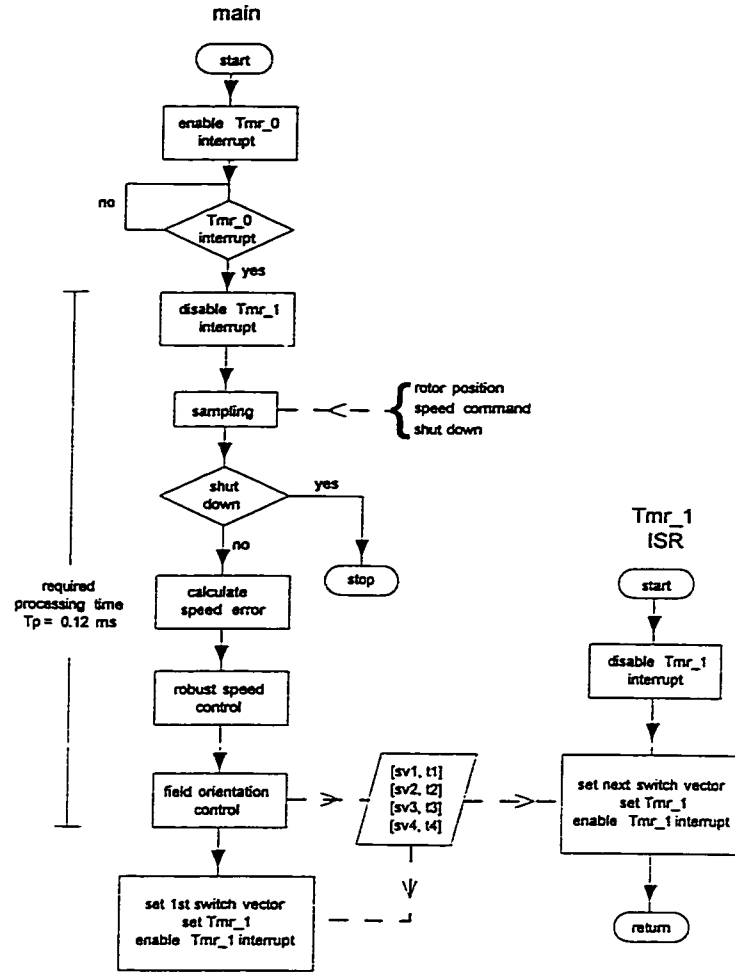 main
start
enable Tmr_0
interrupt
no
Tmr_0
interrupt
yes
disable Tmr_1
interrupt
sampling
rotor position
speed command
shut down
shut
down
yes
no
stop
required
processing time
Tp = 0.12 ms
calculate
speed error
robust speed
control
field orientation
control
[sv1, t1]
[sv2, t2]
[sv3, t3]
[sv4, t4]
set 1st switch vector
set Tmr_1
enable Tmr_1 interrupt
Tmr_1
ISR
start
disable Tmr_1
interrupt
set next switch vector
set Tmr_1
enable Tmr_1 interrupt
return